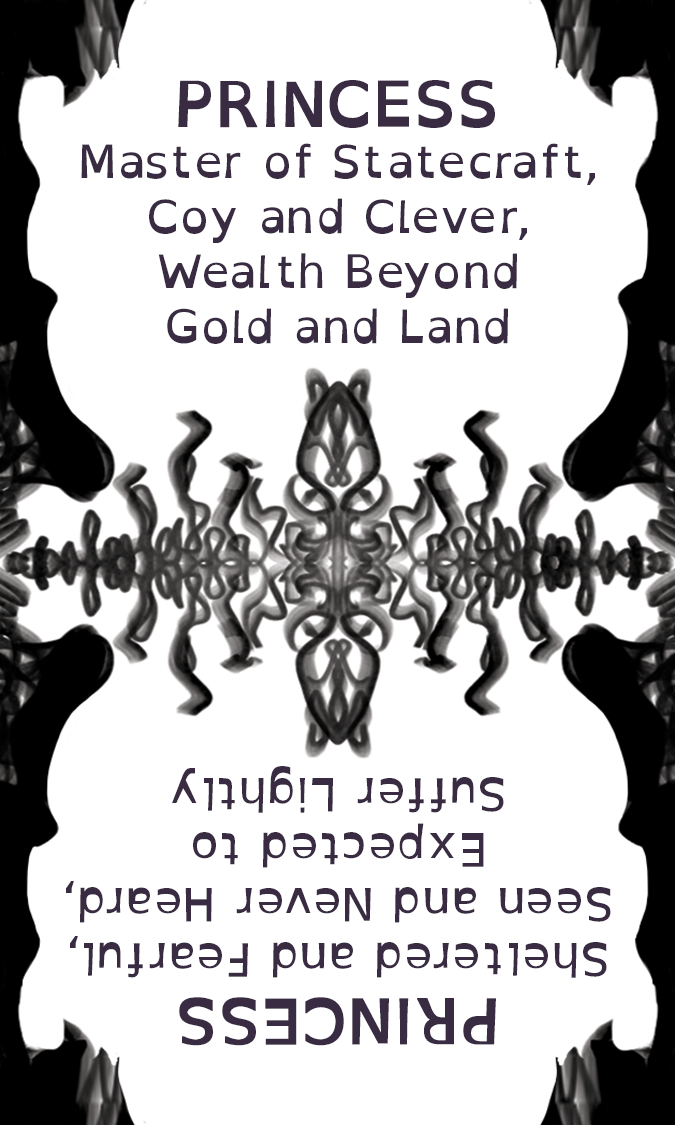 PRINCESS
Master of Statecraft,
Coy and Clever,
Wealth Beyond
Gold and Land
PRINCESS
Sheltered and Fearful,
Seen and Never Heard,
Expected to
Suffer Lightly